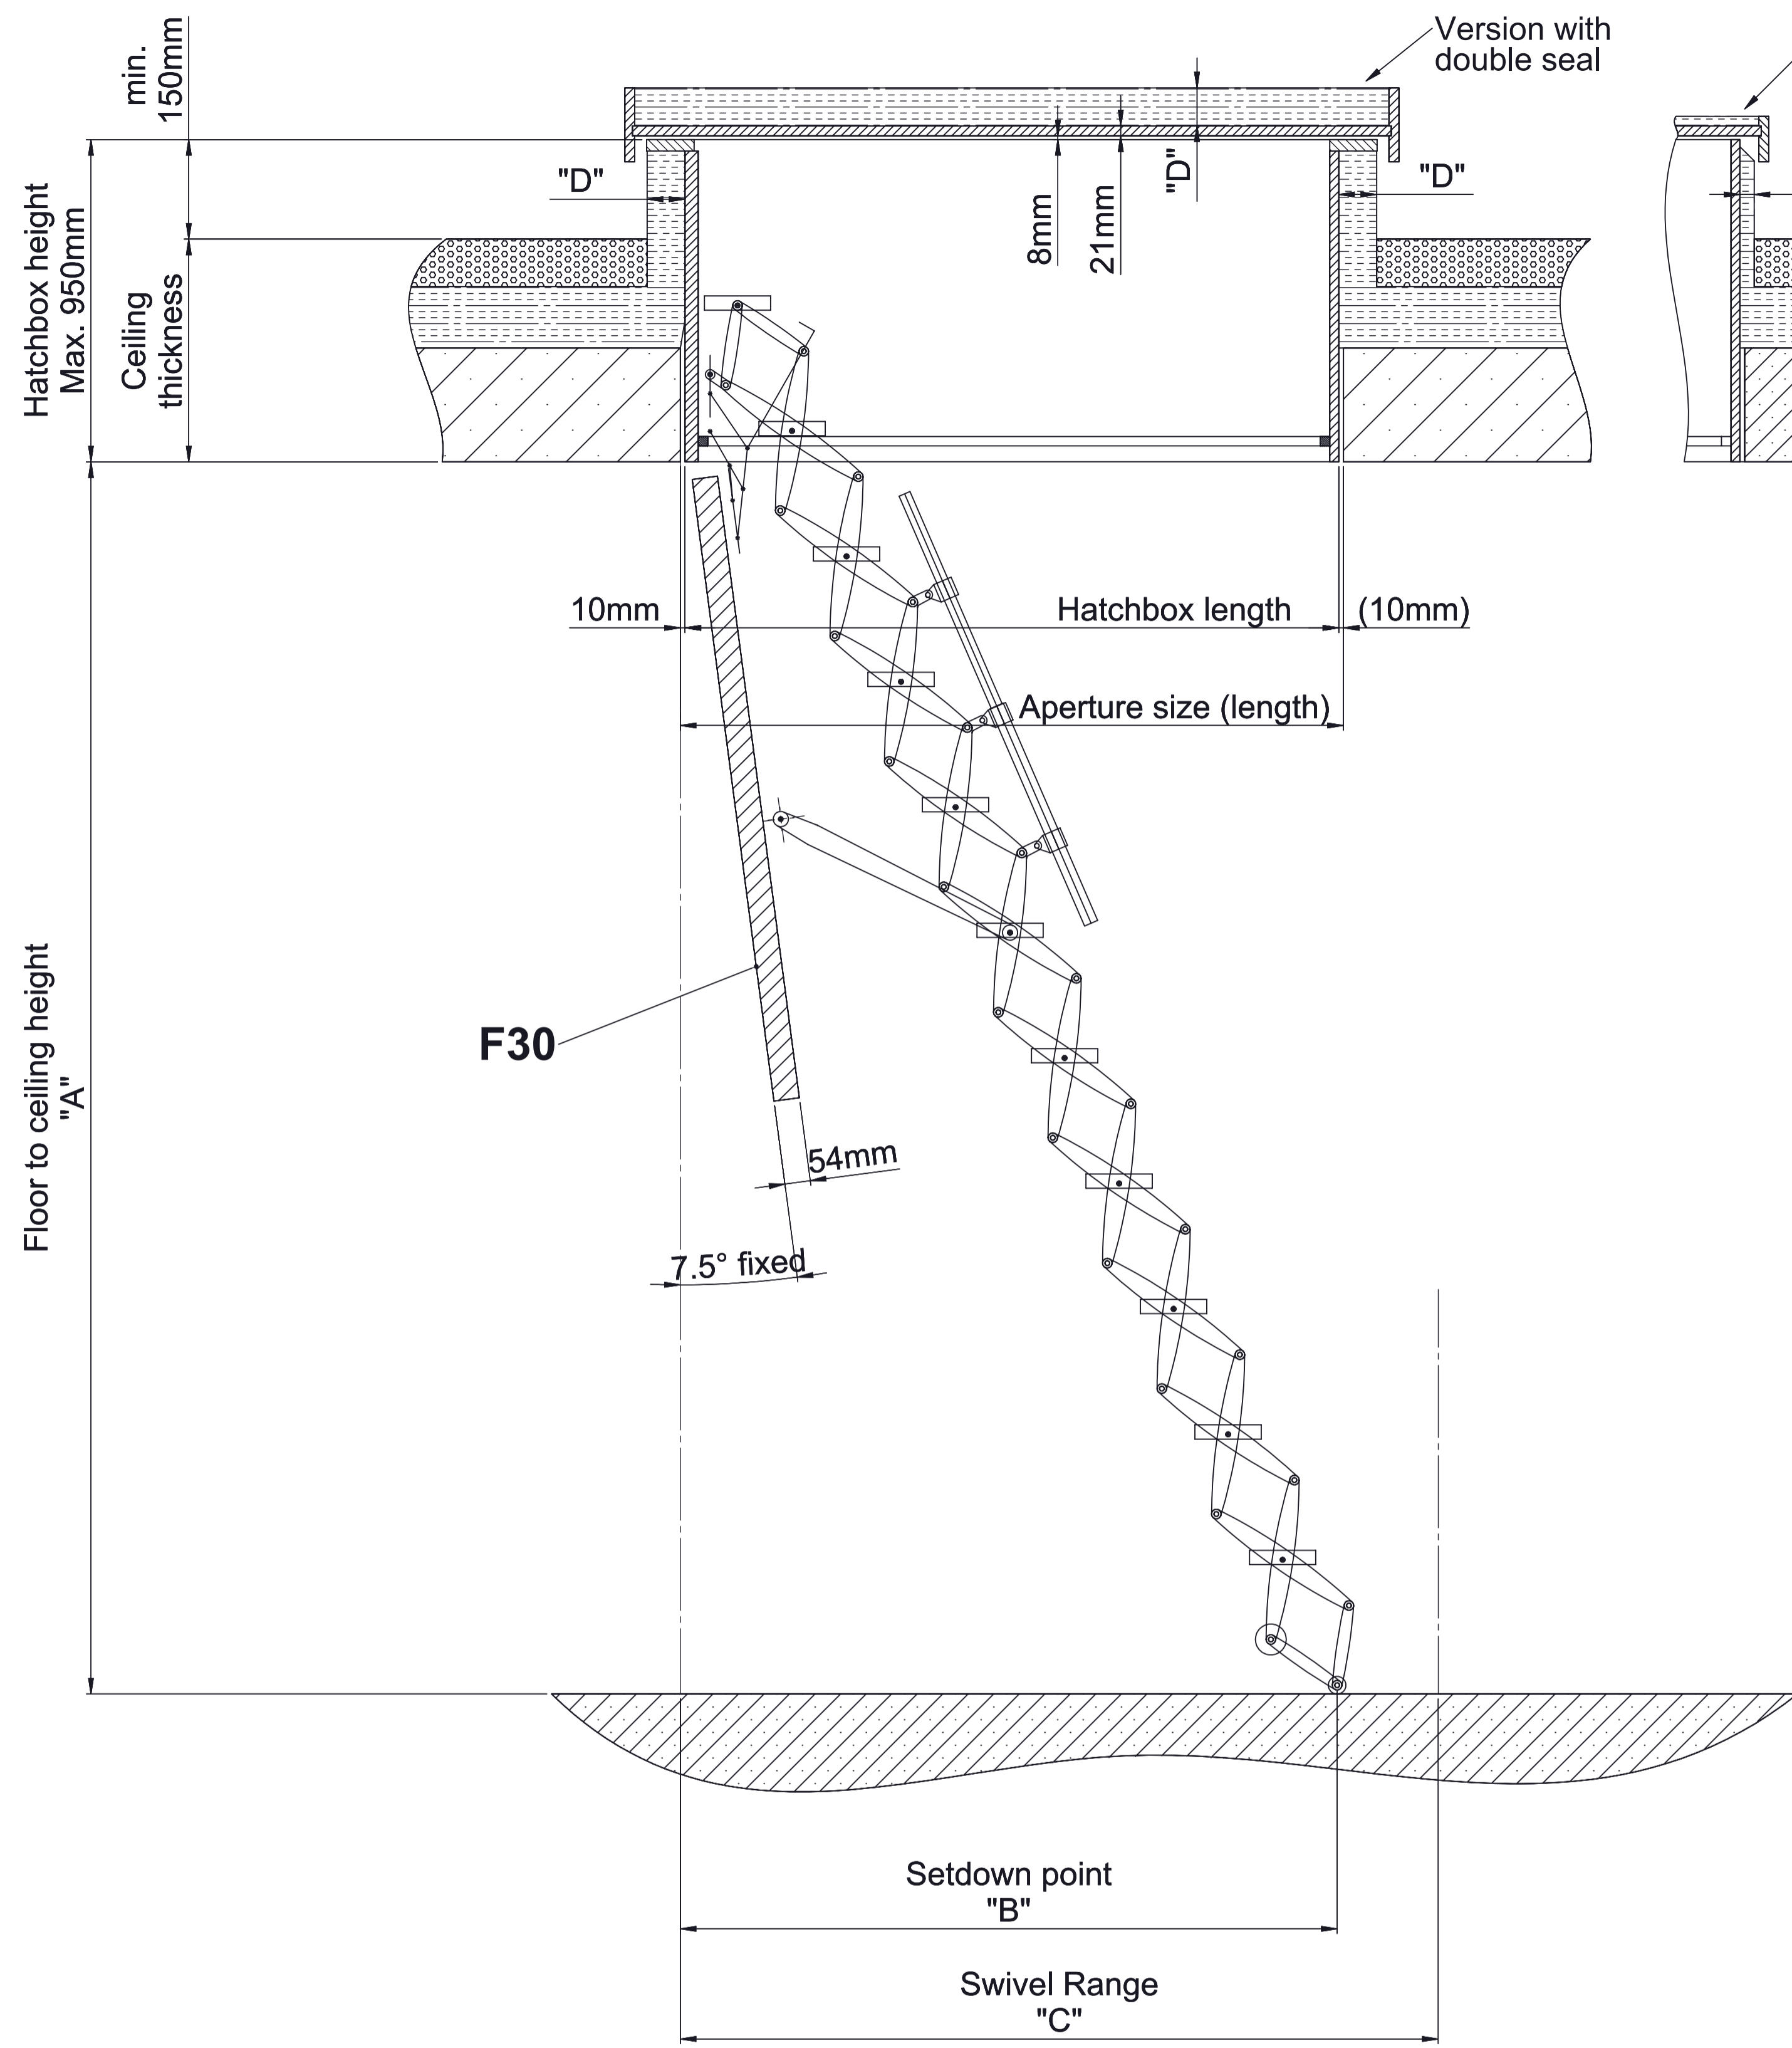 Version with
double seal
min.
150mm
Hatchbox height
Max. 950mm
Ceiling
thickness
"D"
8mm
21mm
"D"
"D"
10mm
Hatchbox length
(10mm)
Aperture size (length)
Floor to ceiling height
"A"
F30
54mm
7.5° fixed
Setdown point
"B"
Swivel Range
"C"